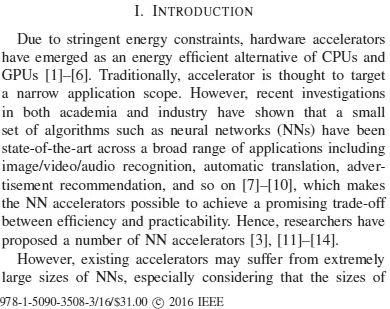 I. INTRODUCTION
Due to stringent energy constraints, hardware accelerators
have emerged as an energy efficient alternative of CPUs and
GPUs [1]–[6]. Traditionally, accelerator is thought to target
a narrow application scope. However, recent investigations
in both academia and industry have shown that a small
set of algorithms such as neural networks (NNs) have been
state-of-the-art across a broad range of applications including
image/video/audio recognition, automatic translation, adver-
tisement recommendation, and so on [7]–[10], which makes
the NN accelerators possible to achieve a promising trade-off
between efficiency and practicability. Hence, researchers have
proposed a number of NN accelerators [3], [11]–[14].
However, existing accelerators may suffer from extremely
large sizes of NNs, especially considering that the sizes of
978-1-5090-3508-3/16/$31.00 © 2016 IEEE